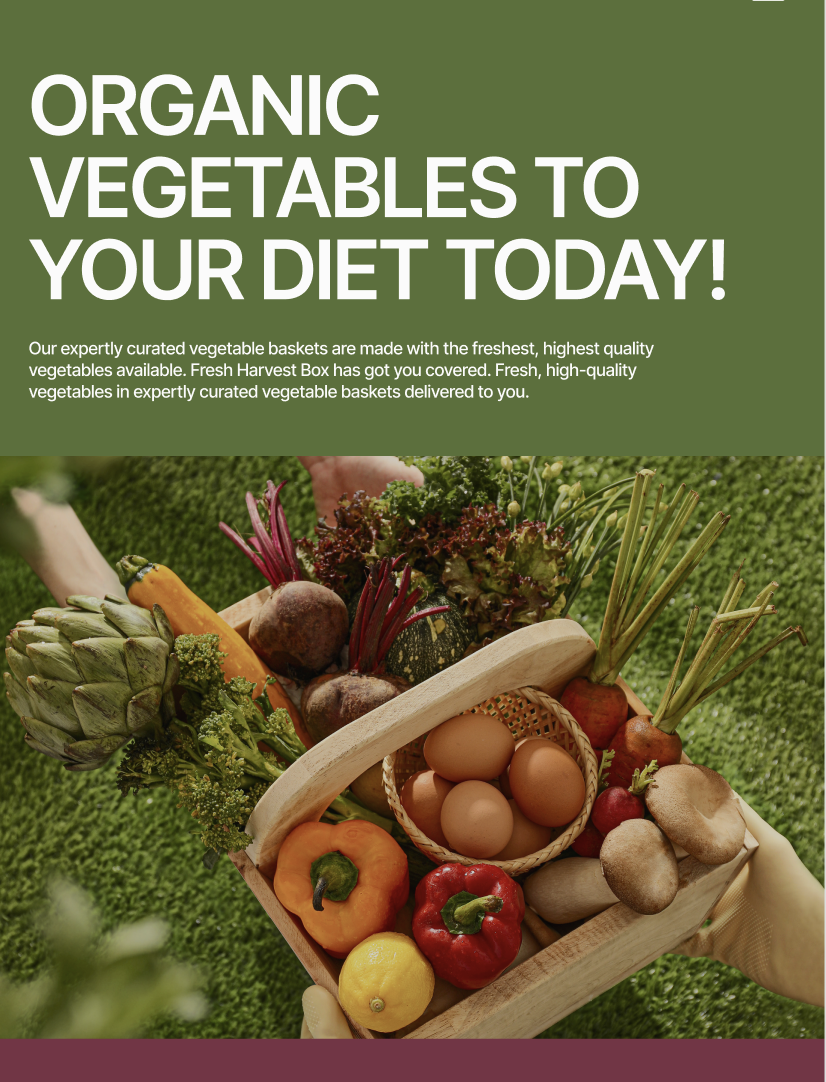 ORGANIC
VEGETABLES TO
YOUR DIET TODAY!
Our expertly curated vegetable baskets are made with the freshest, highest quality
vegetables available. Fresh Harvest Box has got you covered. Fresh, high-quality
vegetables in expertly curated vegetable baskets delivered to you.